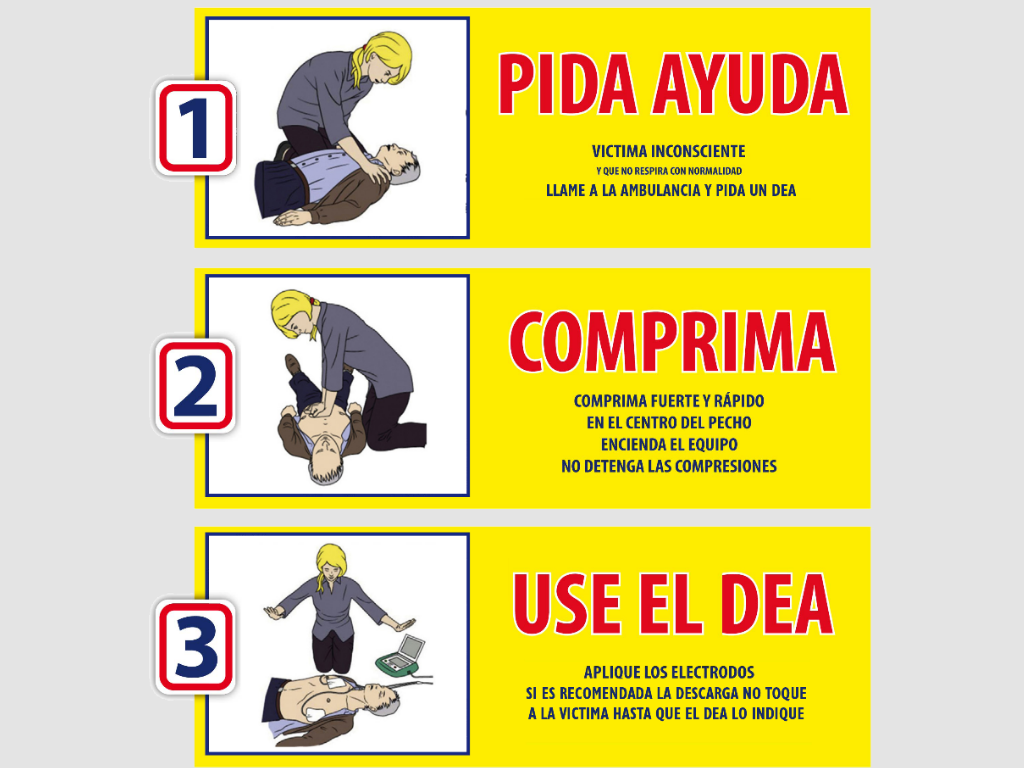 1
PIDA AYUDA
VICTIMA INCONSCIENTE
Y QUE NO RESPIRA CON NORMALIDAD
LLAME A LA AMBULANCIA Y PIDA UN DEA
2
COMPRIMA
COMPRIMA FUERTE Y RÁPIDO
EN EL CENTRO DEL PECHO
ENCIENDA EL EQUIPO
NO DETENGA LAS COMPRESIONES
3
USE EL DEA
APLIQUE LOS ELECTRODOS
SI ES RECOMENDADA LA DESCARGA NO TOQUE
A LA VICTIMA HASTA QUE EL DEA LO INDIQUE